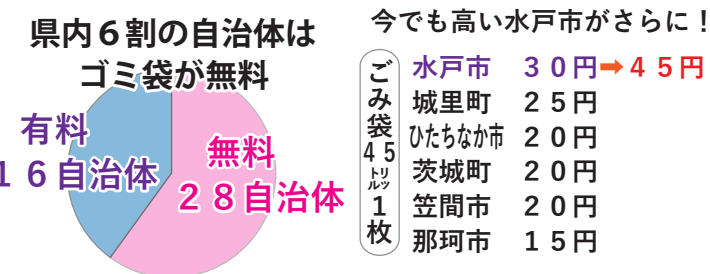 県内６割の自治体は
ゴミ袋が無料
有料
１６自治体
無料
２８自治体
今でも高い水戸市がさらに！
ごみ袋45リットル１枚
水戸市 ３０円➡４５円
城里町 ２５円
ひたちなか市 ２０円
茨城町 ２０円
笠間市 ２０円
那珂市 １５円